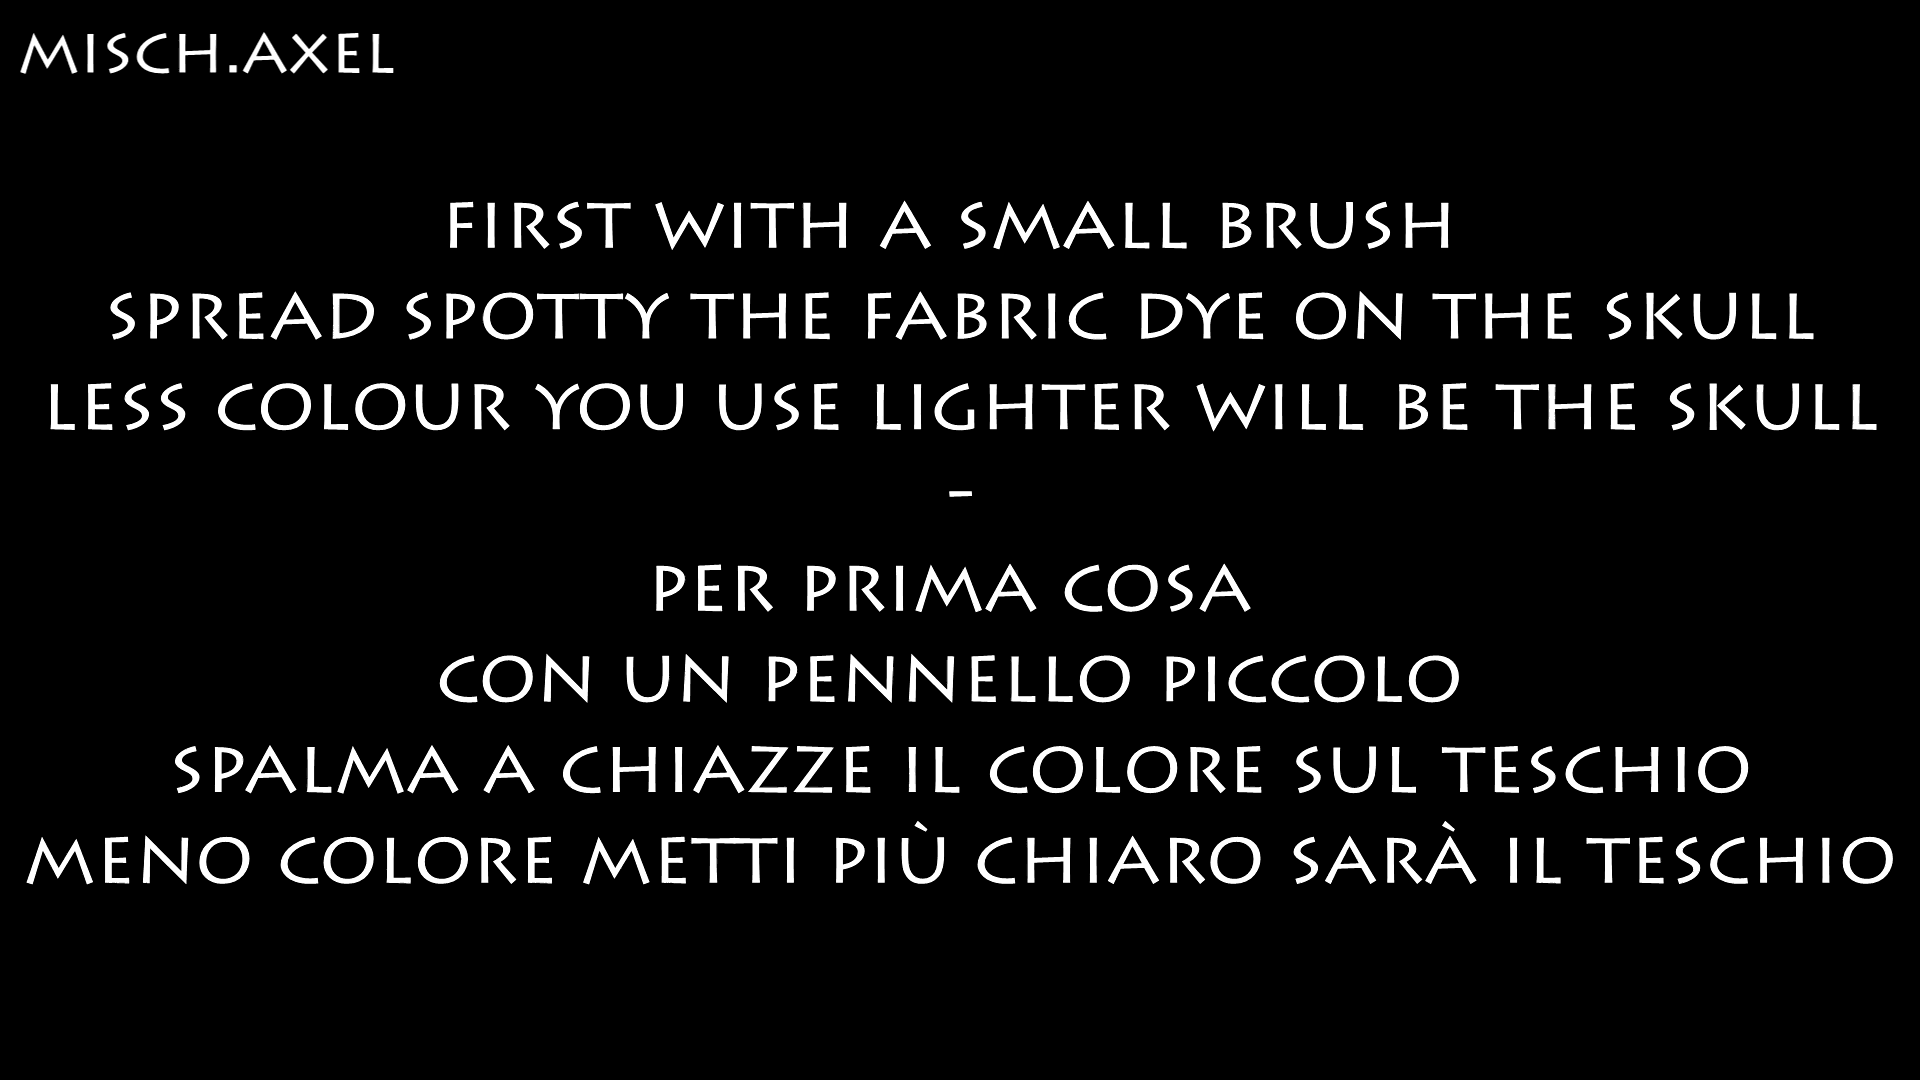 MISCH.AXEL
FIRST WITH A SMALL BRUSH
SPREAD SPOTTY THE FABRIC DYE ON THE SKULL
LESS COLOUR YOU USE LIGHTER WILL BE THE SKULL
-
PER PRIMA COSA
CON UN PENNELLO PICCOLO
SPALMA A CHIAZZE IL COLORE SUL TESCHIO
MENO COLORE METTI PIÙ CHIARO SARÀ IL TESCHIO